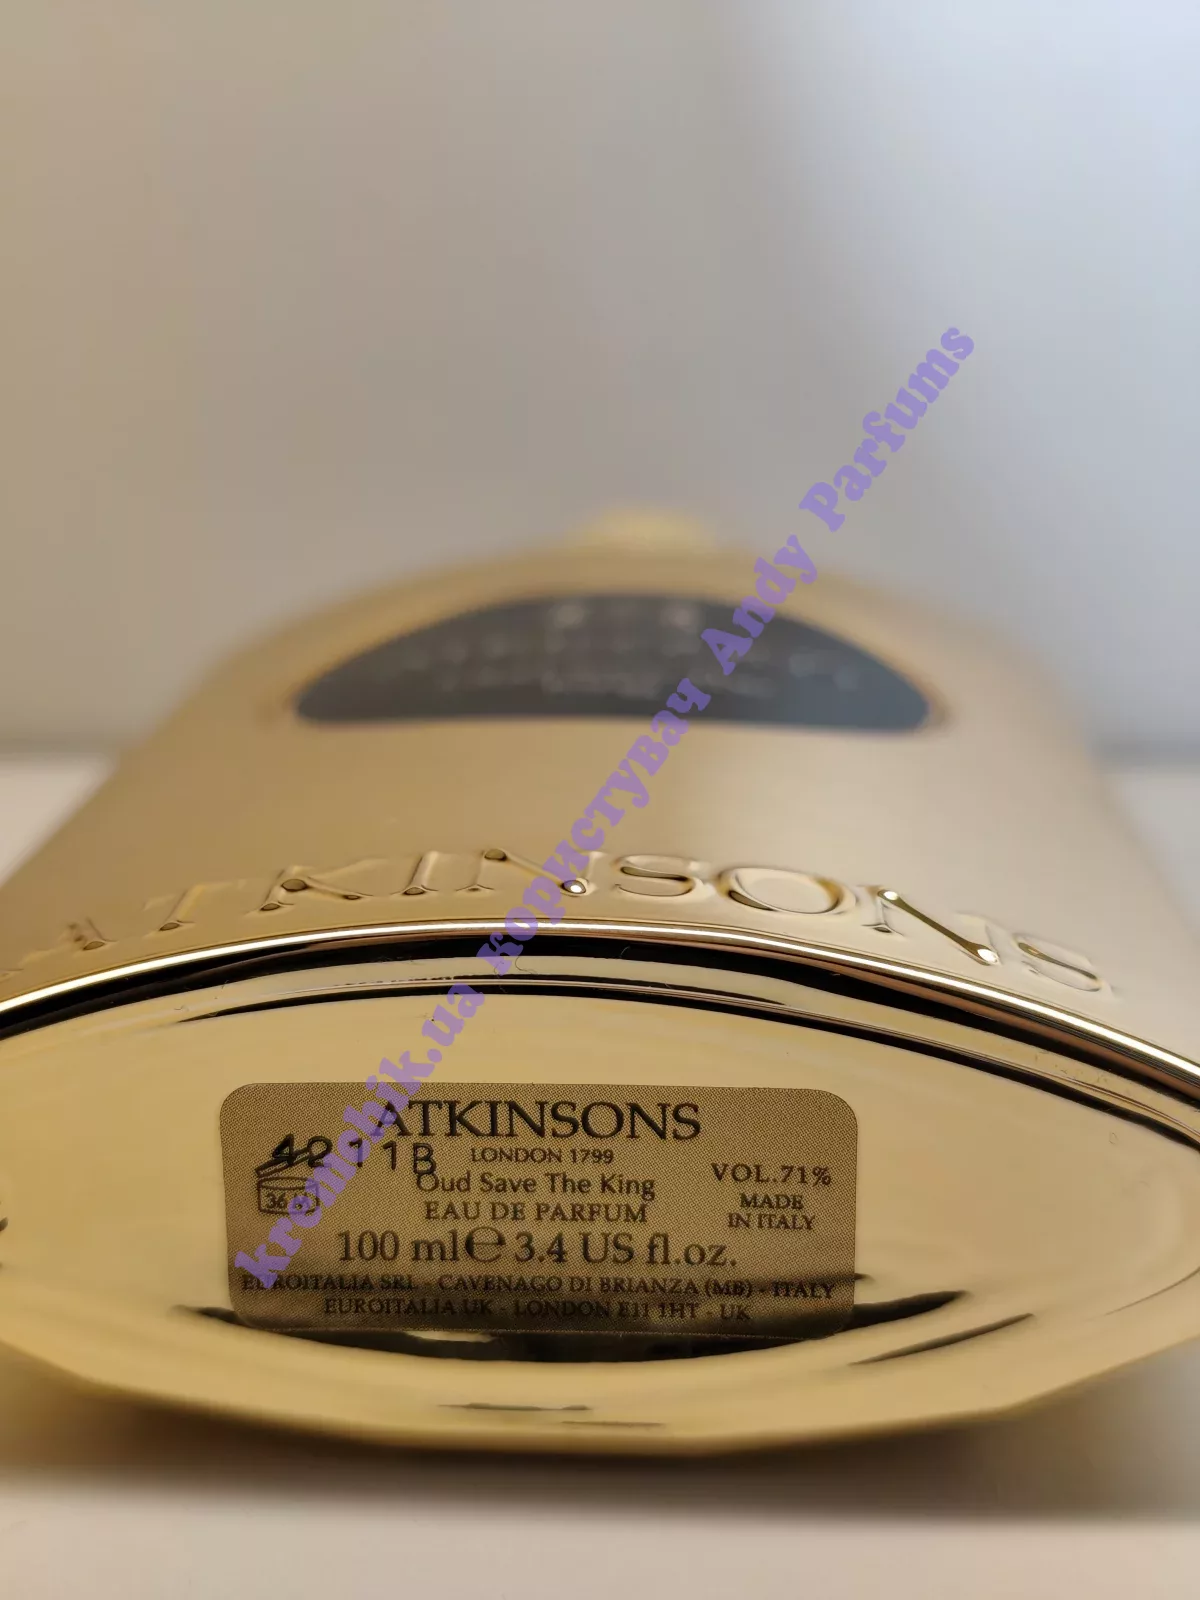 ATKINSONS
ATKINSONS
4211B
LONDON 1799
36 M
Oud Save The King
EAU DE PARFUM
VOL.71%
MADE
IN ITALY
100 ml e 3.4 US fl.oz.
EUROITALIA SRL - CAVENAGO DI BRIANZA (MB) - ITALY
EUROITALIA UK - LONDON E11 1HT - UK
kremchik.ua користувач Andy Parfums